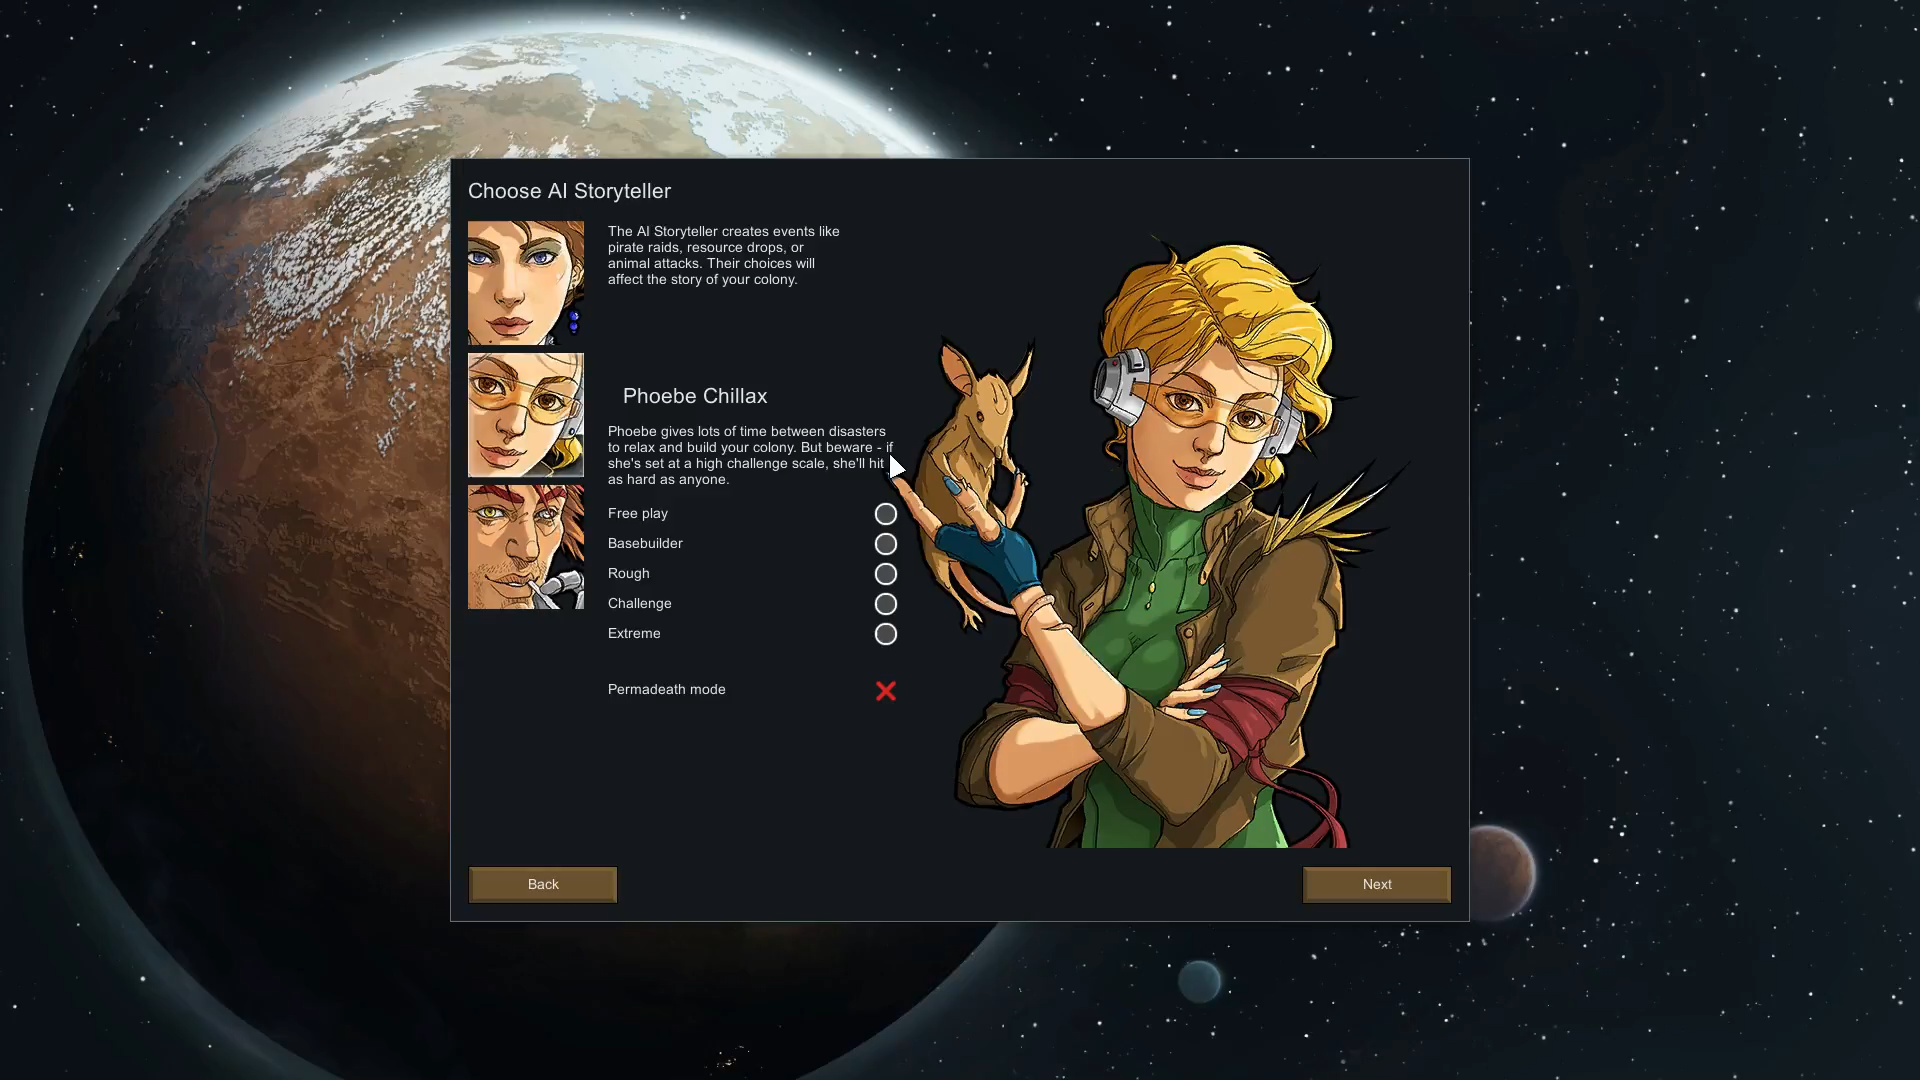 Choose AI Storyteller
The AI Storyteller creates events like
pirate raids, resource drops, or
animal attacks. Their choices will
affect the story of your colony.
Phoebe Chillax
Phoebe gives lots of time between disasters
to relax and build your colony. But beware - if
she's set at a high challenge scale, she'll hit
as hard as anyone.
Free play
Basebuilder
Rough
Challenge
Extreme
Permadeath mode
Back
Next